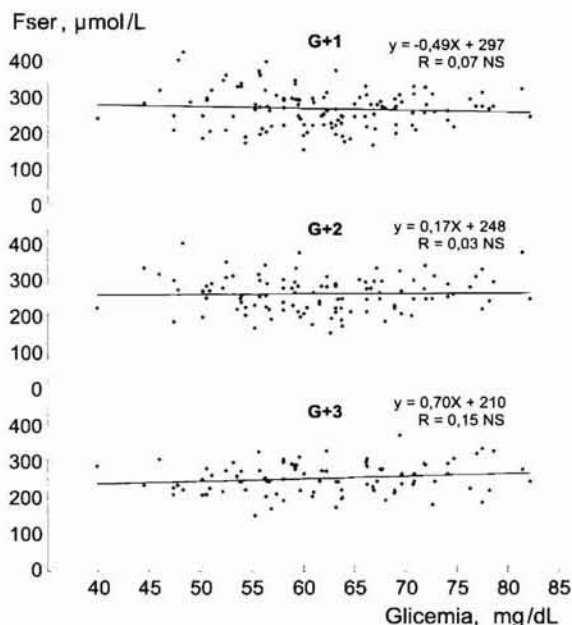 Fser, µmol/L
G+1
y = -0,49X + 297
R = 0,07 NS
400
300
200
100
0
G+2
y = 0,17X + 248
R = 0,03 NS
400
300
200
100
0
G+3
y = 0,70X + 210
R = 0,15 NS
400
300
200
100
0
40 45 50 55 60 65 70 75 80 85
Glicemia, mg/dL